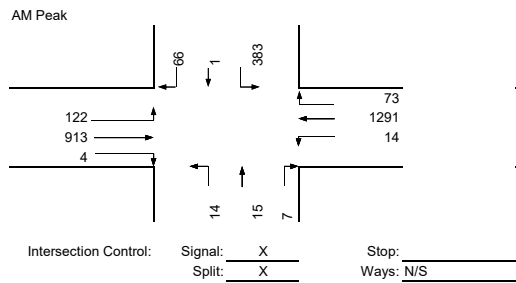 AM Peak
66 1 383
73
122 1291
913 14
4
14 15 7
Intersection Control: Signal: X Stop:
Split: X Ways: N/S